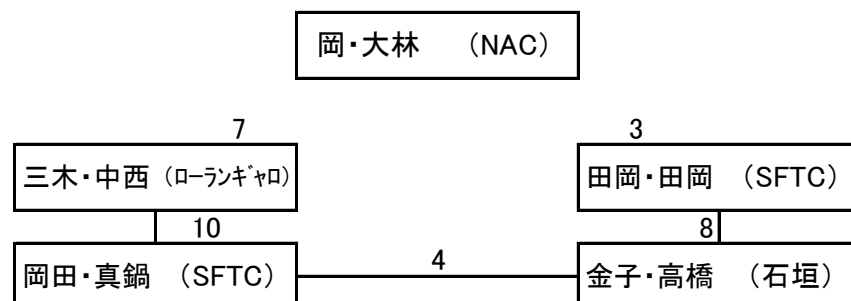 岡・大林 （NAC）
7 3
三木・中西 （ﾛｰﾗﾝｷﾞｬﾛ） 田岡・田岡 （SFTC）
10 8
岡田・真鍋 （SFTC） 4 金子・高橋 （石垣）